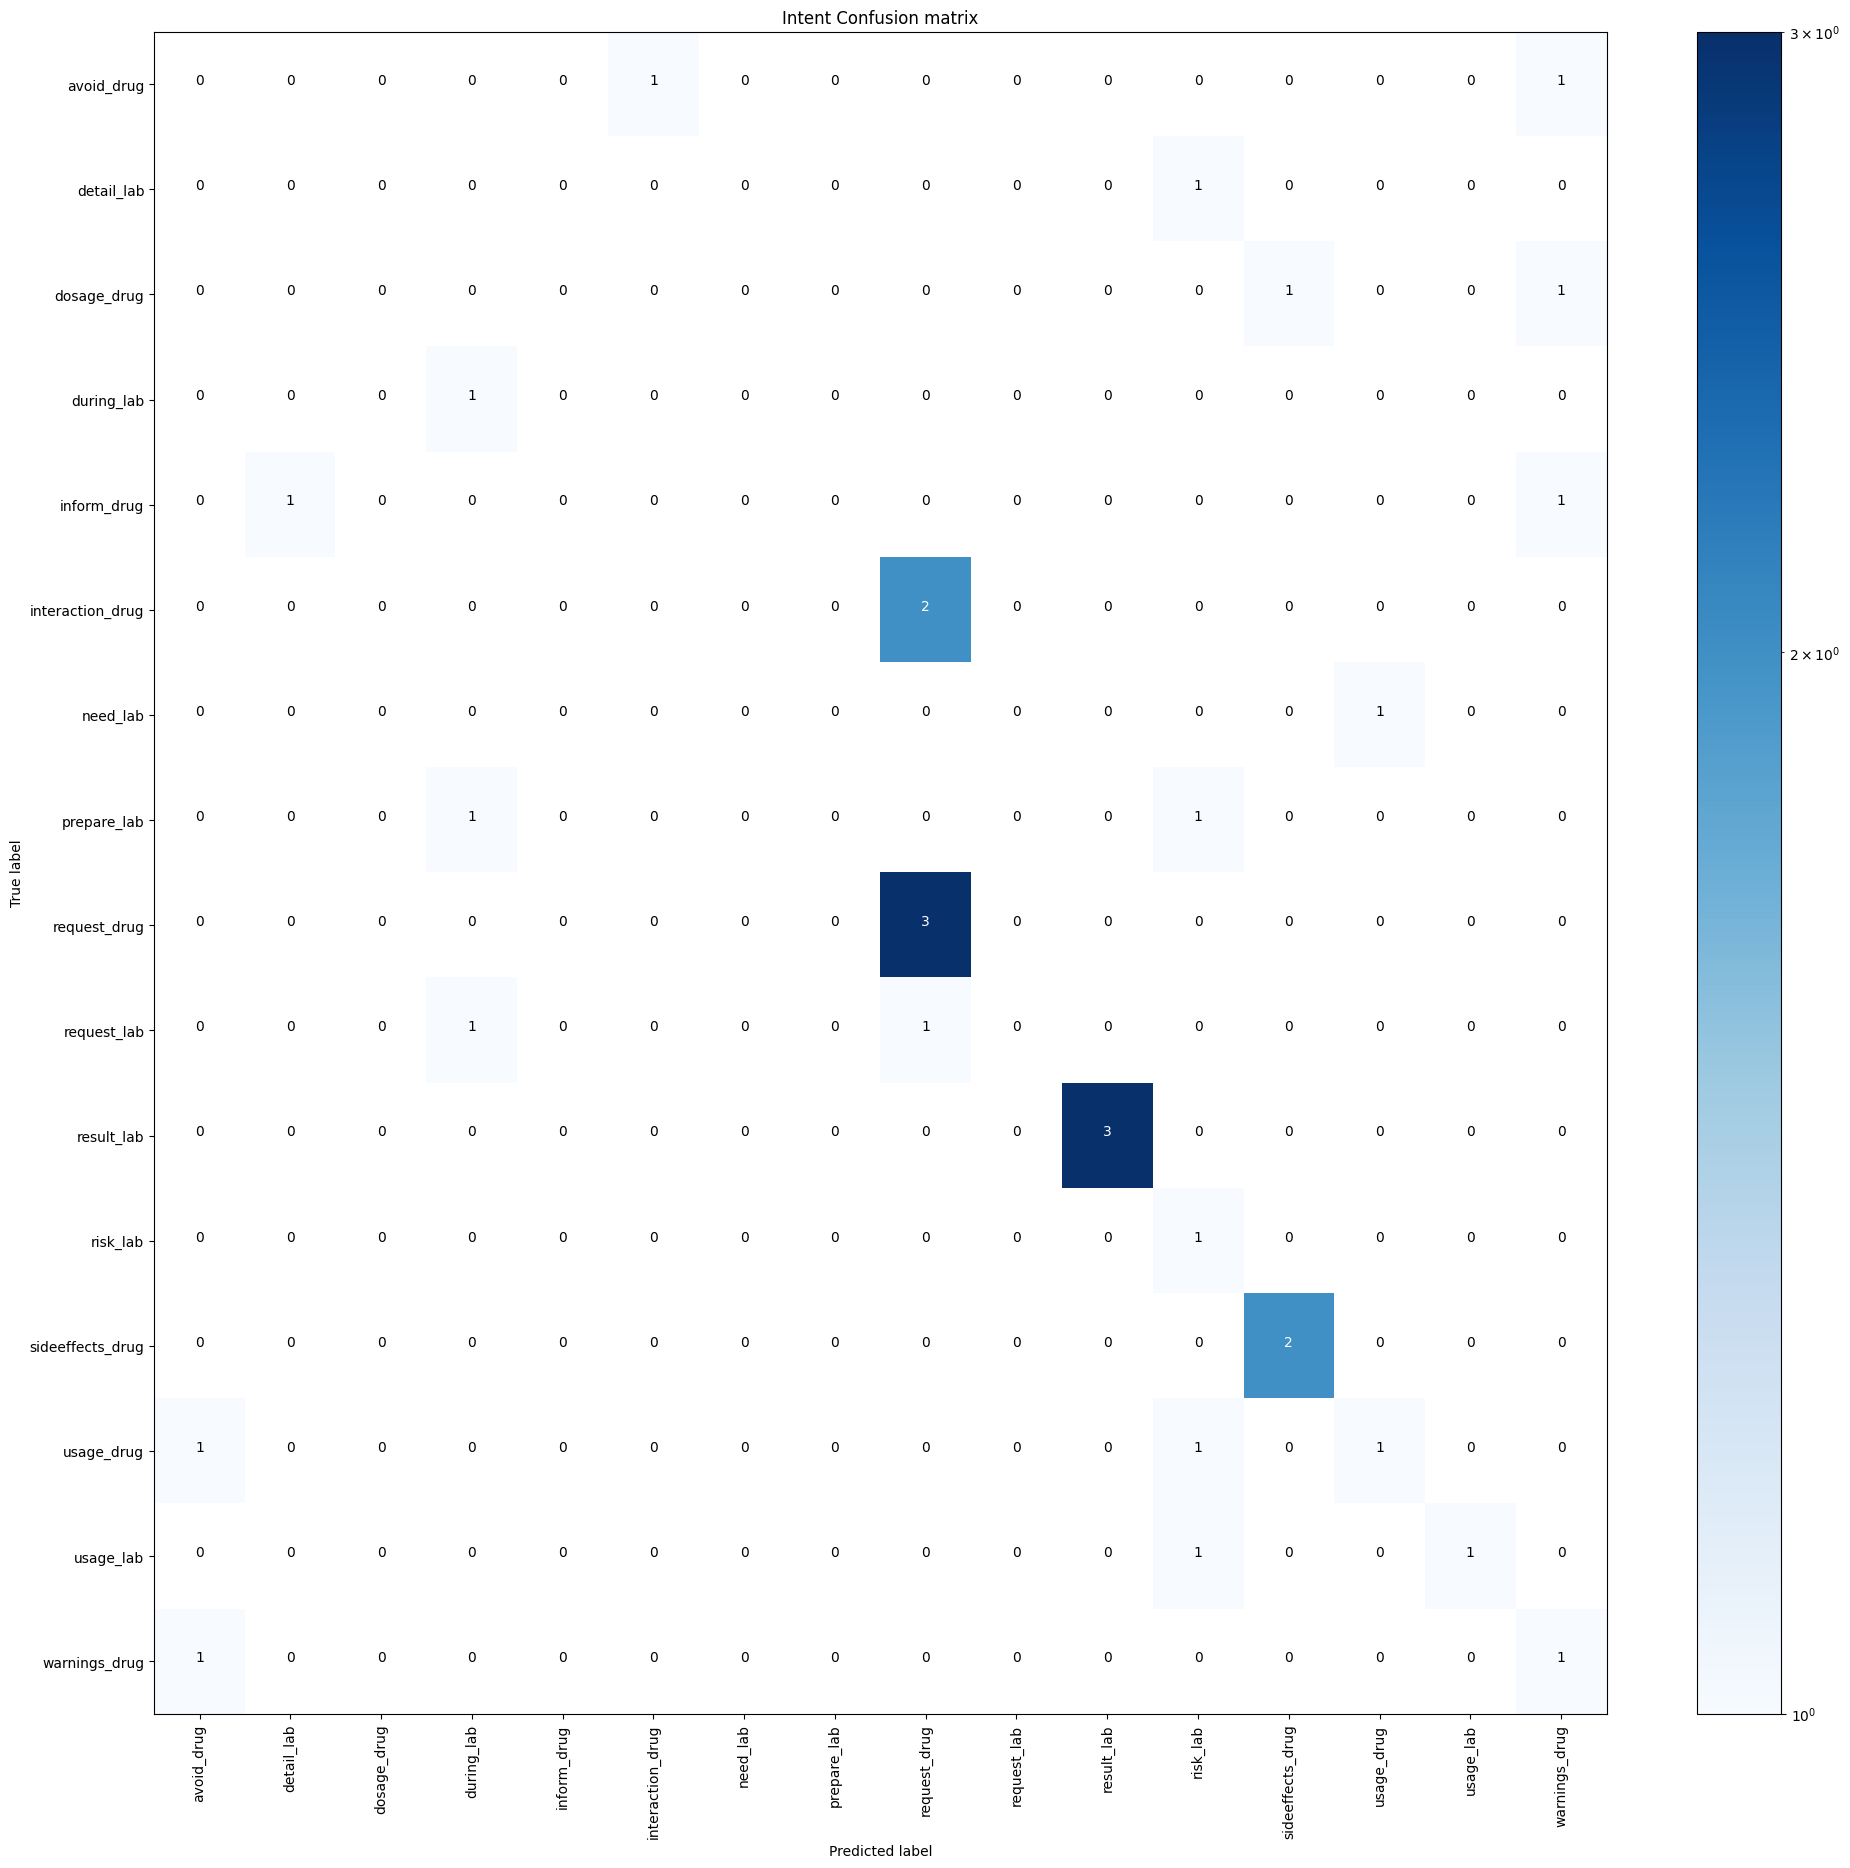 Intent Confusion matrix
avoid_drug 0 0 0 0 0 1 0 0 0 0 0 0 0 0 0 1
detail_lab 0 0 0 0 0 0 0 0 0 0 0 1 0 0 0 0
dosage_drug 0 0 0 0 0 0 0 0 0 0 0 0 1 0 0 1
during_lab 0 0 0 1 0 0 0 0 0 0 0 0 0 0 0 0
inform_drug 0 1 0 0 0 0 0 0 0 0 0 0 0 0 0 1
interaction_drug 0 0 0 0 0 0 0 0 2 0 0 0 0 0 0 0
need_lab 0 0 0 0 0 0 0 0 0 0 0 0 0 1 0 0
prepare_lab 0 0 0 1 0 0 0 0 0 0 0 1 0 0 0 0
request_drug 0 0 0 0 0 0 0 0 3 0 0 0 0 0 0 0
request_lab 0 0 0 1 0 0 0 0 1 0 0 0 0 0 0 0
result_lab 0 0 0 0 0 0 0 0 0 0 3 0 0 0 0 0
risk_lab 0 0 0 0 0 0 0 0 0 0 0 1 0 0 0 0
sideeffects_drug 0 0 0 0 0 0 0 0 0 0 0 0 2 0 0 0
usage_drug 1 0 0 0 0 0 0 0 0 0 0 1 0 1 0 0
usage_lab 0 0 0 0 0 0 0 0 0 0 0 1 0 0 1 0
warnings_drug 1 0 0 0 0 0 0 0 0 0 0 0 0 0 0 1
True label
avoid_drug
detail_lab
dosage_drug
during_lab
inform_drug
interaction_drug
need_lab
prepare_lab
request_drug
request_lab
result_lab
risk_lab
sideeffects_drug
usage_drug
usage_lab
warnings_drug
Predicted label
3 × 10⁰
2 × 10⁰
10⁰